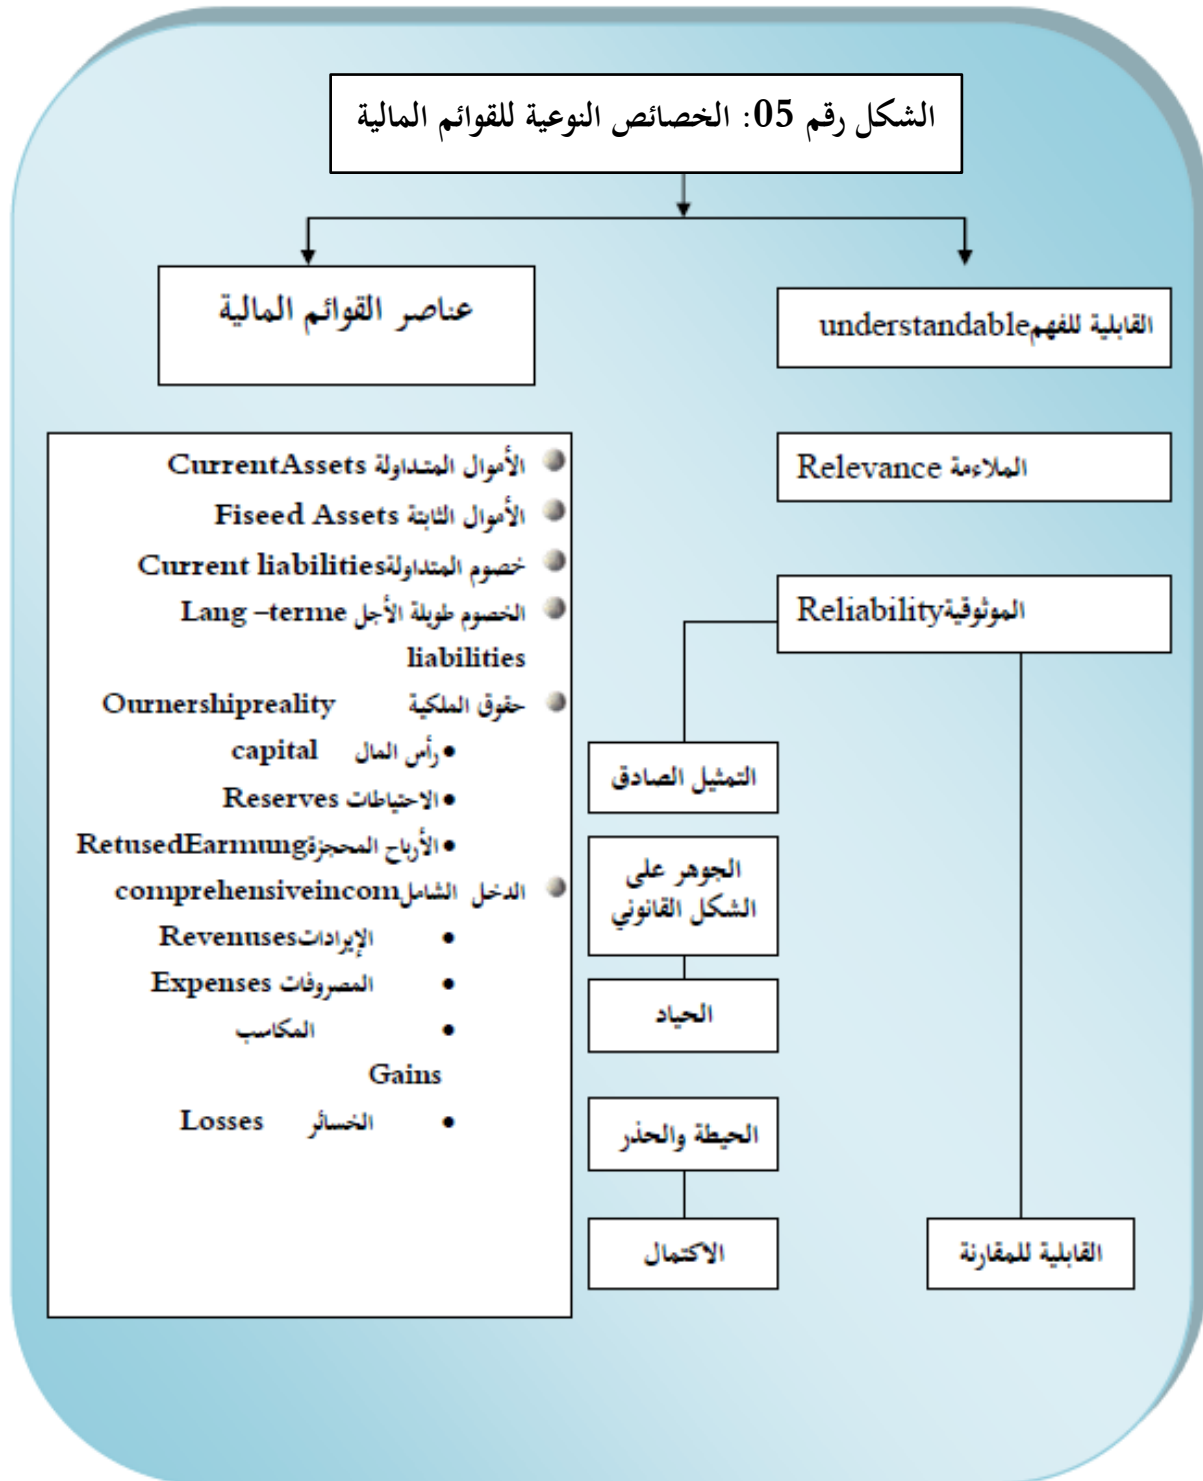 الشكل رقم 05: الخصائص النوعية للقوائم المالية
القابلية للفهمunderstandable
الملاءمة Relevance
الموثوقيةReliability
التمثيل الصادق
الجوهر على
الشكل القانوني
الحياد
الحيطة والحذر
الاكتمال
القابلية للمقارنة
عناصر القوائم المالية
الأموال المتداولة CurrentAssets
الأموال الثابتة Fiseed Assets
خصوم المتداولةCurrent liabilities
الخصوم طويلة الأجل Lang –terme
liabilities
حقوق الملكية Ournershipreality
• رأس المال capital
• الاحتياطات Reserves
• الأرباح المحجزةRetusedEarmung
الدخل الشاملcomprehensiveincom
• الإيراداتRevenuses
• المصروفات Expenses
• المكاسب
Gains
• الخسائر Losses